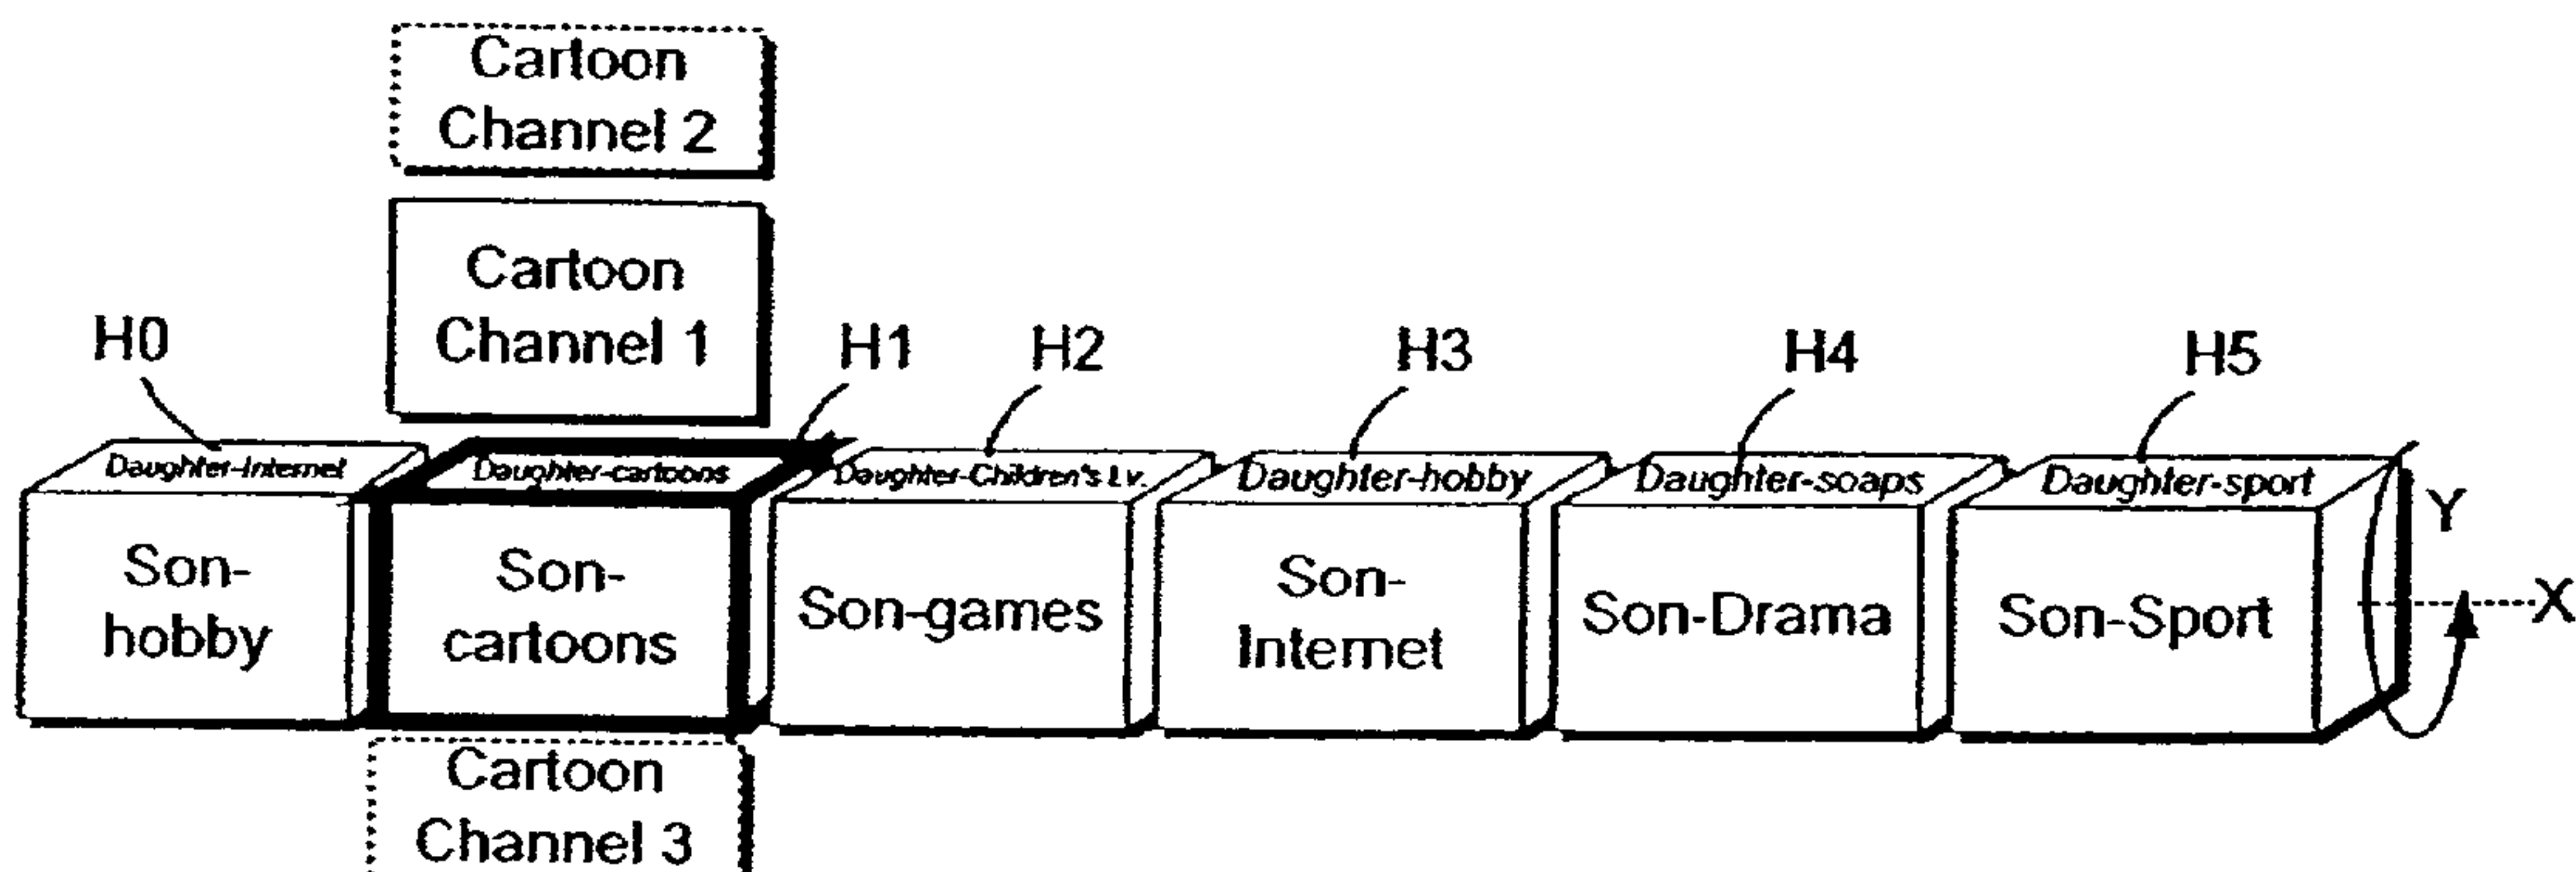 Cartoon
Channel 2
Cartoon
Channel 1
H0
H1
H2
H3
H4
H5
Daughter-Internet
Daughter-cartoons
Daughter-Children's t.v.
Daughter-hobby
Daughter-soaps
Daughter-sport
Y
Son-
hobby
Son-
cartoons
Son-games
Son-
Internet
Son-Drama
Son-Sport
X
Cartoon
Channel 3